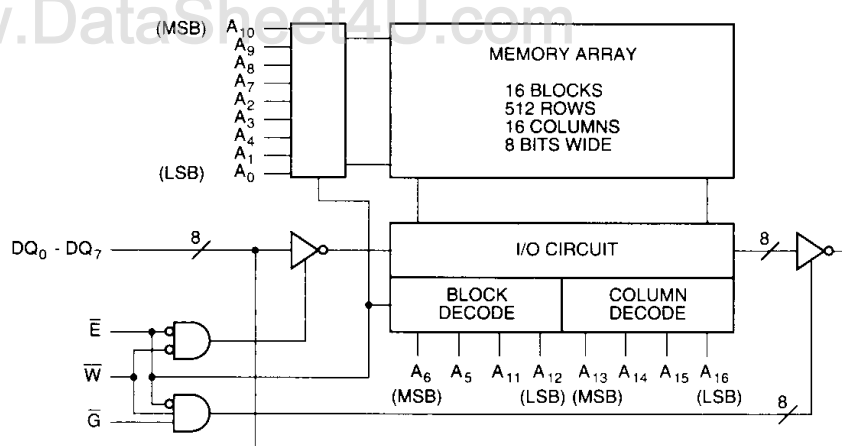 w.DataSheet4U.com
(MSB) A10
A9
A8
A7
A2
A3
A4
A1
(LSB) A0
MEMORY ARRAY
16 BLOCKS
512 ROWS
16 COLUMNS
8 BITS WIDE
DQ0 - DQ7
8
I/O CIRCUIT
8
BLOCK DECODE
COLUMN DECODE
E̅
W̅
G̅
A6 A5 A11 A12 A13 A14 A15 A16
(MSB) (LSB) (MSB) (LSB)
8